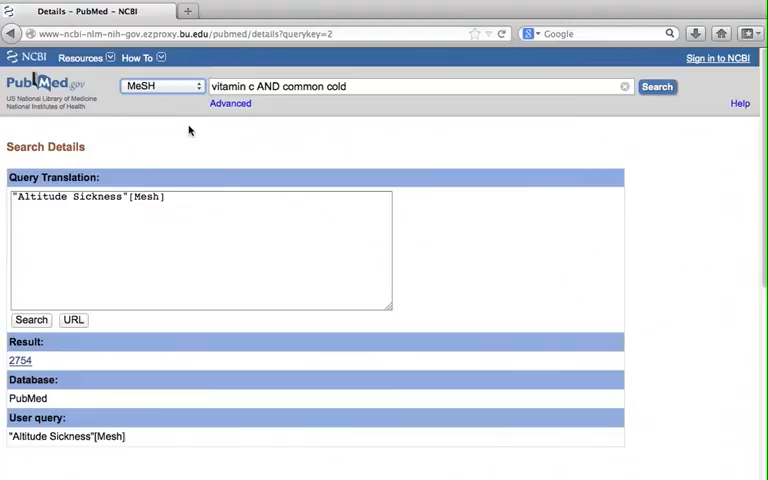 Details - PubMed - NCBI
www-ncbi-nlm-nih-gov.ezproxy.bu.edu/pubmed/details?querykey=2
Google
NCBI Resources How To Sign in to NCBI
PubMed.gov
US National Library of Medicine
National Institutes of Health
MeSH
vitamin c AND common cold
Search
Advanced
Help
Search Details
Query Translation:
"Altitude Sickness"[Mesh]
Search URL
Result:
2754
Database:
PubMed
User query:
"Altitude Sickness"[Mesh]